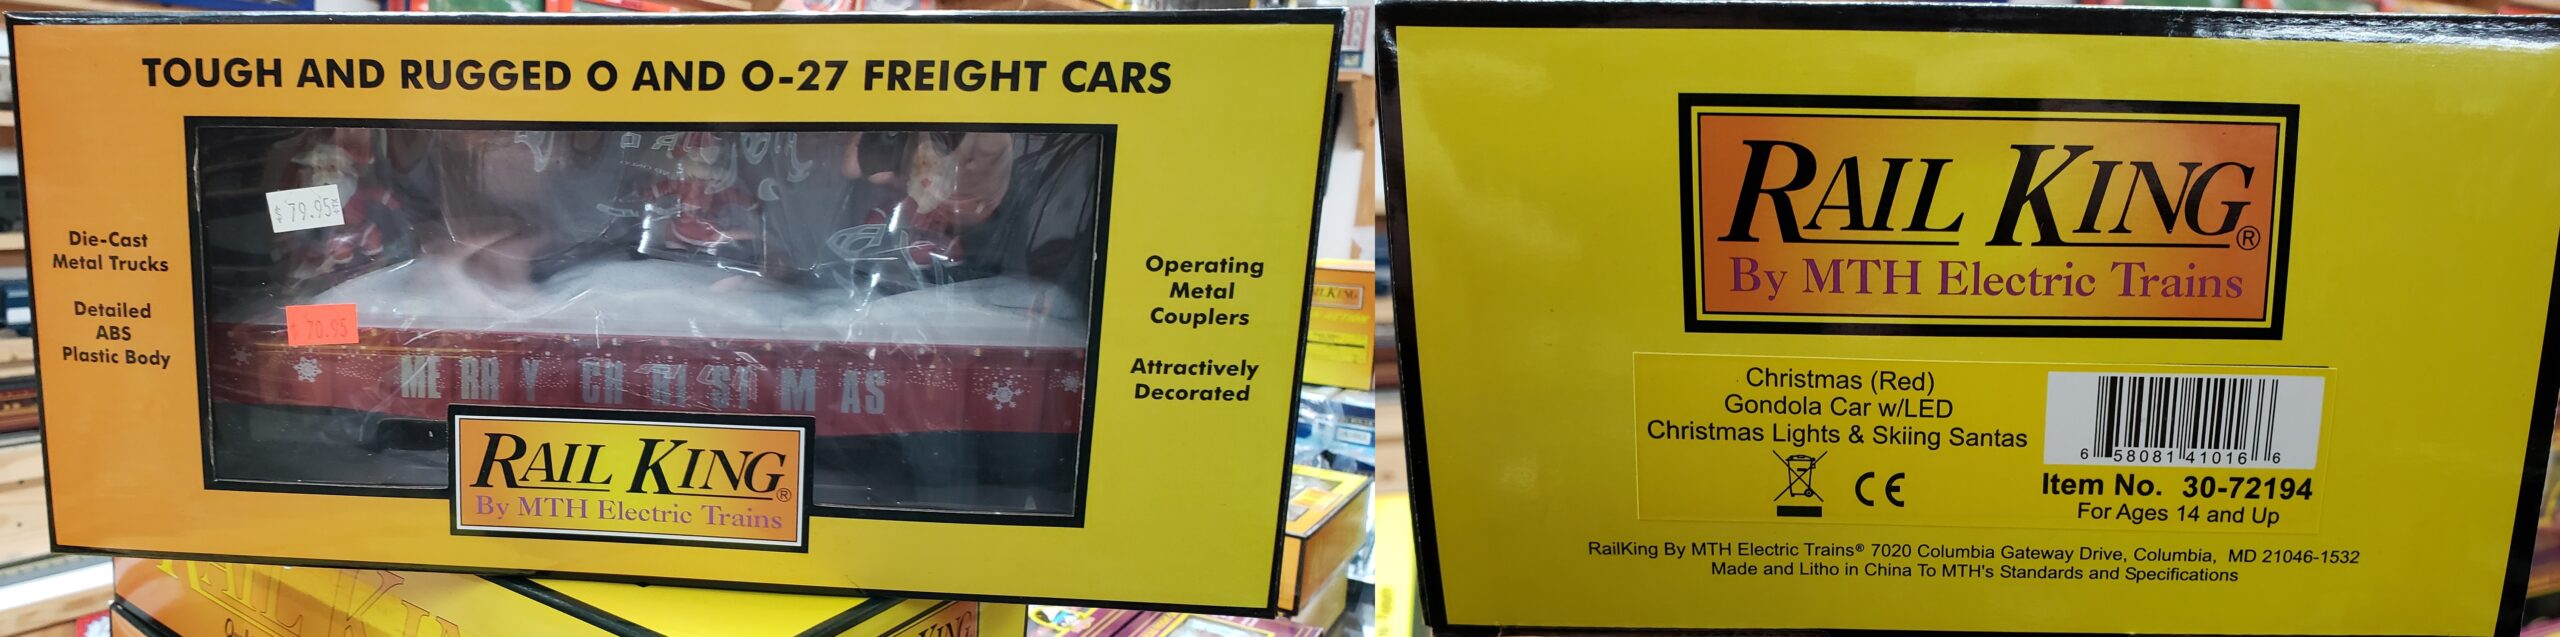 TOUGH AND RUGGED O AND O-27 FREIGHT CARS
$79.95
Die-Cast
Metal Trucks
Detailed
ABS
Plastic Body
$70.95
Operating
Metal
Couplers
Attractively
Decorated
MERRY CHRISTMAS
RAIL KING®
By MTH Electric Trains
RAIL KING®
By MTH Electric Trains
Christmas (Red)
Gondola Car w/LED
Christmas Lights & Skiing Santas
CE
6 58081 41016 6
Item No. 30-72194
For Ages 14 and Up
RailKing By MTH Electric Trains® 7020 Columbia Gateway Drive, Columbia, MD 21046-1532
Made and Litho in China To MTH's Standards and Specifications